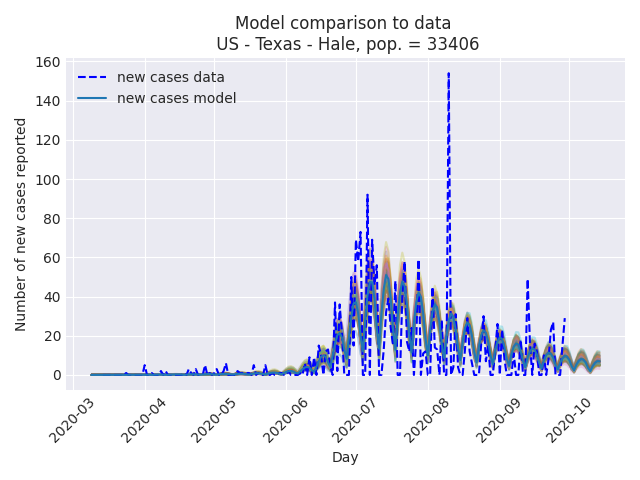 Model comparison to data
US - Texas - Hale, pop. = 33406
new cases data
new cases model
Number of new cases reported
160
140
120
100
80
60
40
20
0
2020-03
2020-04
2020-05
2020-06
2020-07
2020-08
2020-09
2020-10
Day